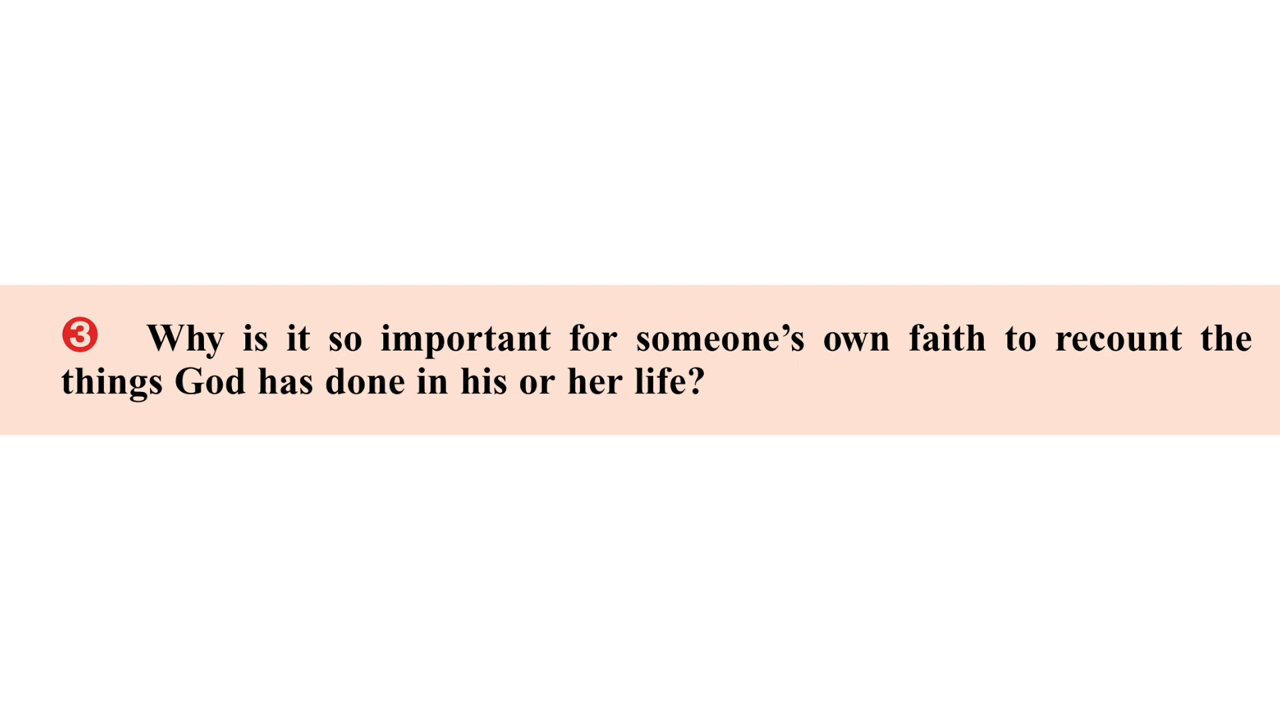 ❸ Why is it so important for someone’s own faith to recount the
things God has done in his or her life?